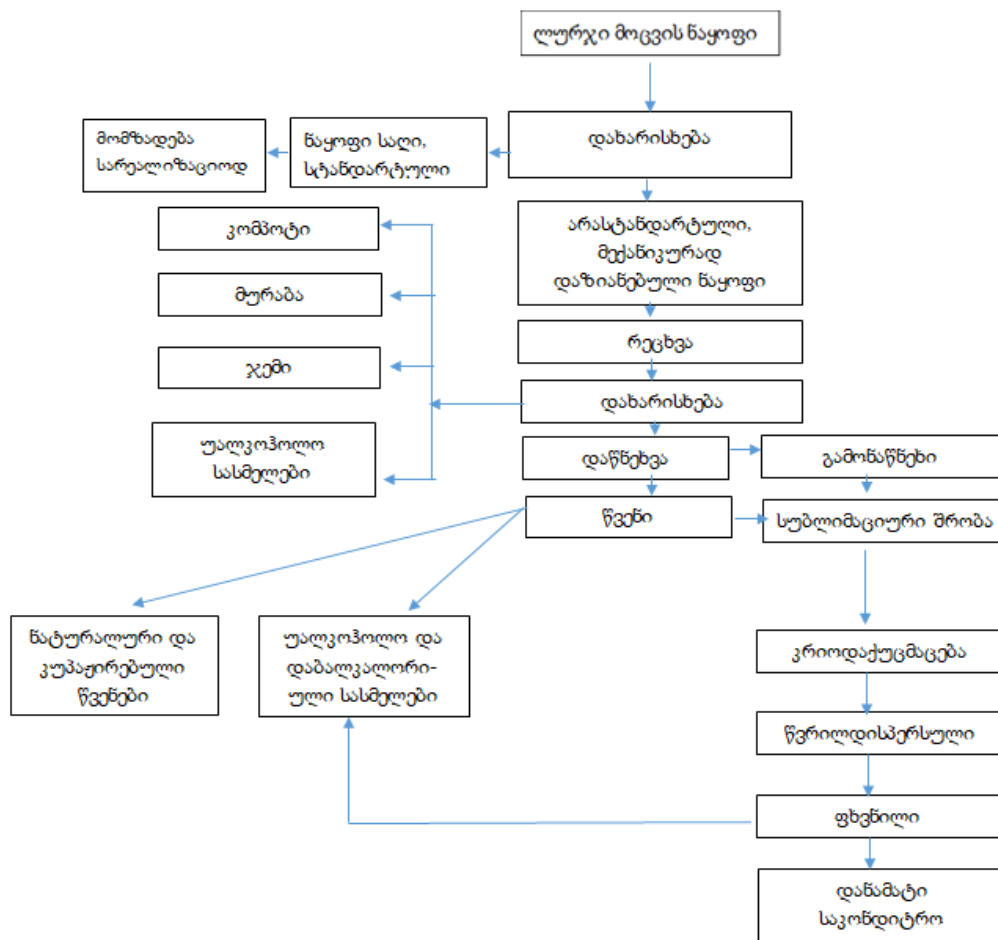 ლურჯი მოცვის ნაყოფი
დახარისხება
ნაყოფი საღი,
სტანდარტული
მომზადება
სარეალიზაციოდ
არასტანდარტული,
მექანიკურად
დაზიანებული ნაყოფი
კომპოტი
მურაბა
ჯემი
უალკოჰოლო
სასმელები
რეცხვა
დახარისხება
დაწნეხვა
გამონაწნეხი
წვენი
სუბლიმაციური შრობა
ნატურალური და
კუპაჟირებული
წვენები
უალკოჰოლო და
დაბალკალორი-
ული სასმელები
კრიოდაქუცმაცება
წვრილდისპერსული
ფხვნილი
დანამატი
საკონდიტრო